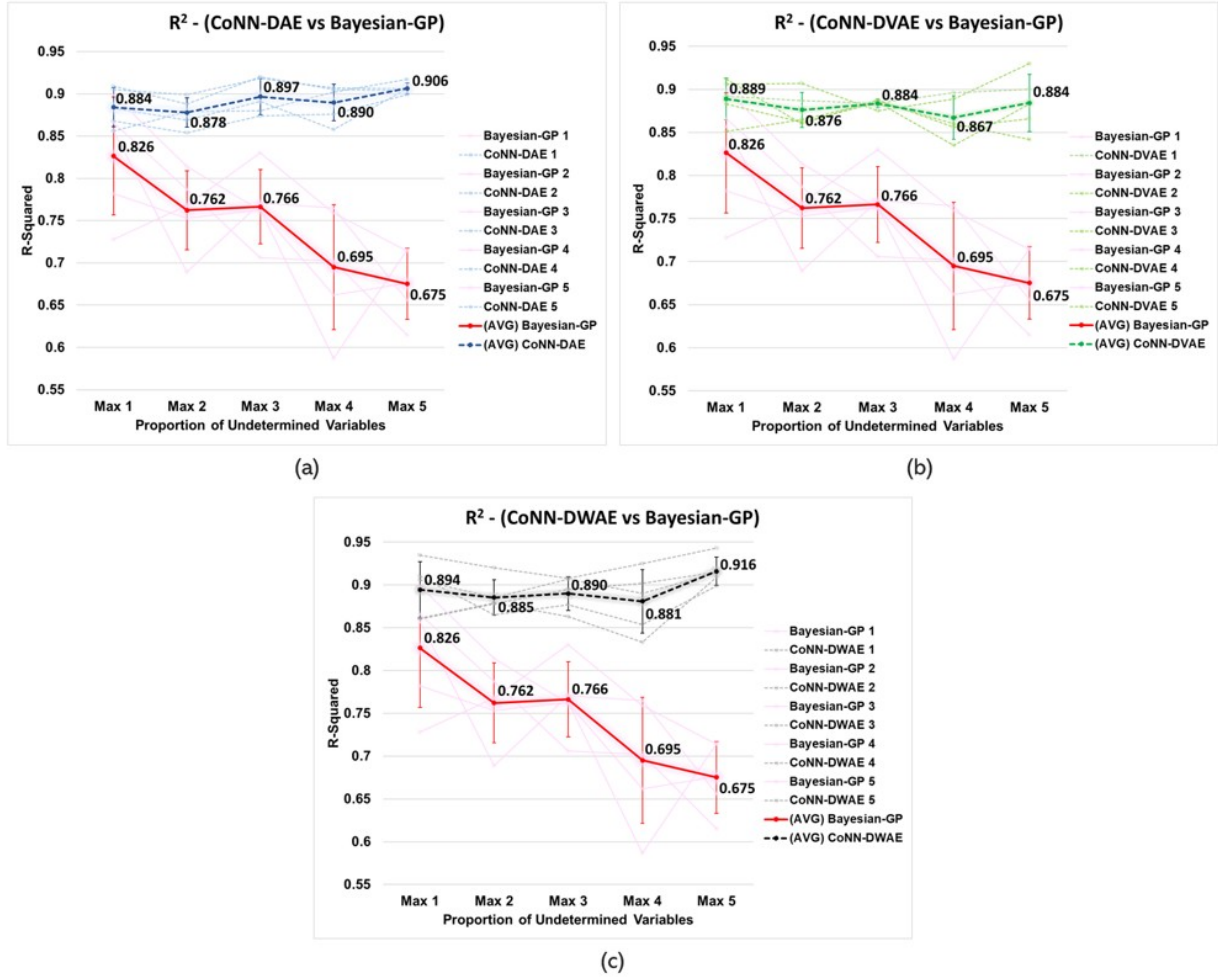 R² - (CoNN-DAE vs Bayesian-GP)
0.95
0.9
0.85
0.8
0.75
0.7
0.65
0.6
0.55
R-Squared
0.884
0.878
0.897
0.890
0.906
0.826
0.762
0.766
0.695
0.675
Max 1 Max 2 Max 3 Max 4 Max 5
Proportion of Undetermined Variables
Bayesian-GP 1
CoNN-DAE 1
Bayesian-GP 2
CoNN-DAE 2
Bayesian-GP 3
CoNN-DAE 3
Bayesian-GP 4
CoNN-DAE 4
Bayesian-GP 5
CoNN-DAE 5
(AVG) Bayesian-GP
(AVG) CoNN-DAE
(a)
R² - (CoNN-DVAE vs Bayesian-GP)
0.95
0.9
0.85
0.8
0.75
0.7
0.65
0.6
0.55
R-Squared
0.889
0.876
0.884
0.867
0.884
0.826
0.762
0.766
0.695
0.675
Max 1 Max 2 Max 3 Max 4 Max 5
Proportion of Undetermined Variables
Bayesian-GP 1
CoNN-DVAE 1
Bayesian-GP 2
CoNN-DVAE 2
Bayesian-GP 3
CoNN-DVAE 3
Bayesian-GP 4
CoNN-DVAE 4
Bayesian-GP 5
CoNN-DVAE 5
(AVG) Bayesian-GP
(AVG) CoNN-DVAE
(b)
R² - (CoNN-DWAE vs Bayesian-GP)
0.95
0.9
0.85
0.8
0.75
0.7
0.65
0.6
0.55
R-Squared
0.894
0.885
0.890
0.881
0.916
0.826
0.762
0.766
0.695
0.675
Max 1 Max 2 Max 3 Max 4 Max 5
Proportion of Undetermined Variables
Bayesian-GP 1
CoNN-DWAE 1
Bayesian-GP 2
CoNN-DWAE 2
Bayesian-GP 3
CoNN-DWAE 3
Bayesian-GP 4
CoNN-DWAE 4
Bayesian-GP 5
CoNN-DWAE 5
(AVG) Bayesian-GP
(AVG) CoNN-DWAE
(c)